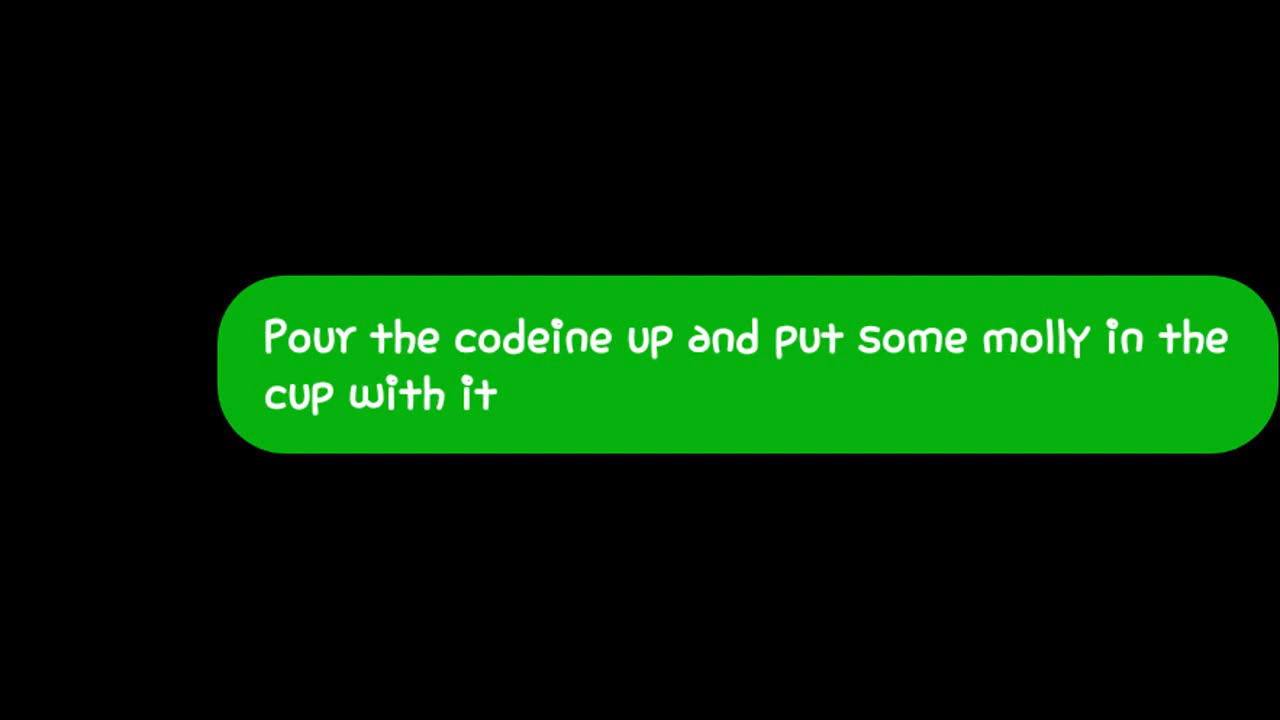 Pour the codeine up and put some molly in the
cup with it